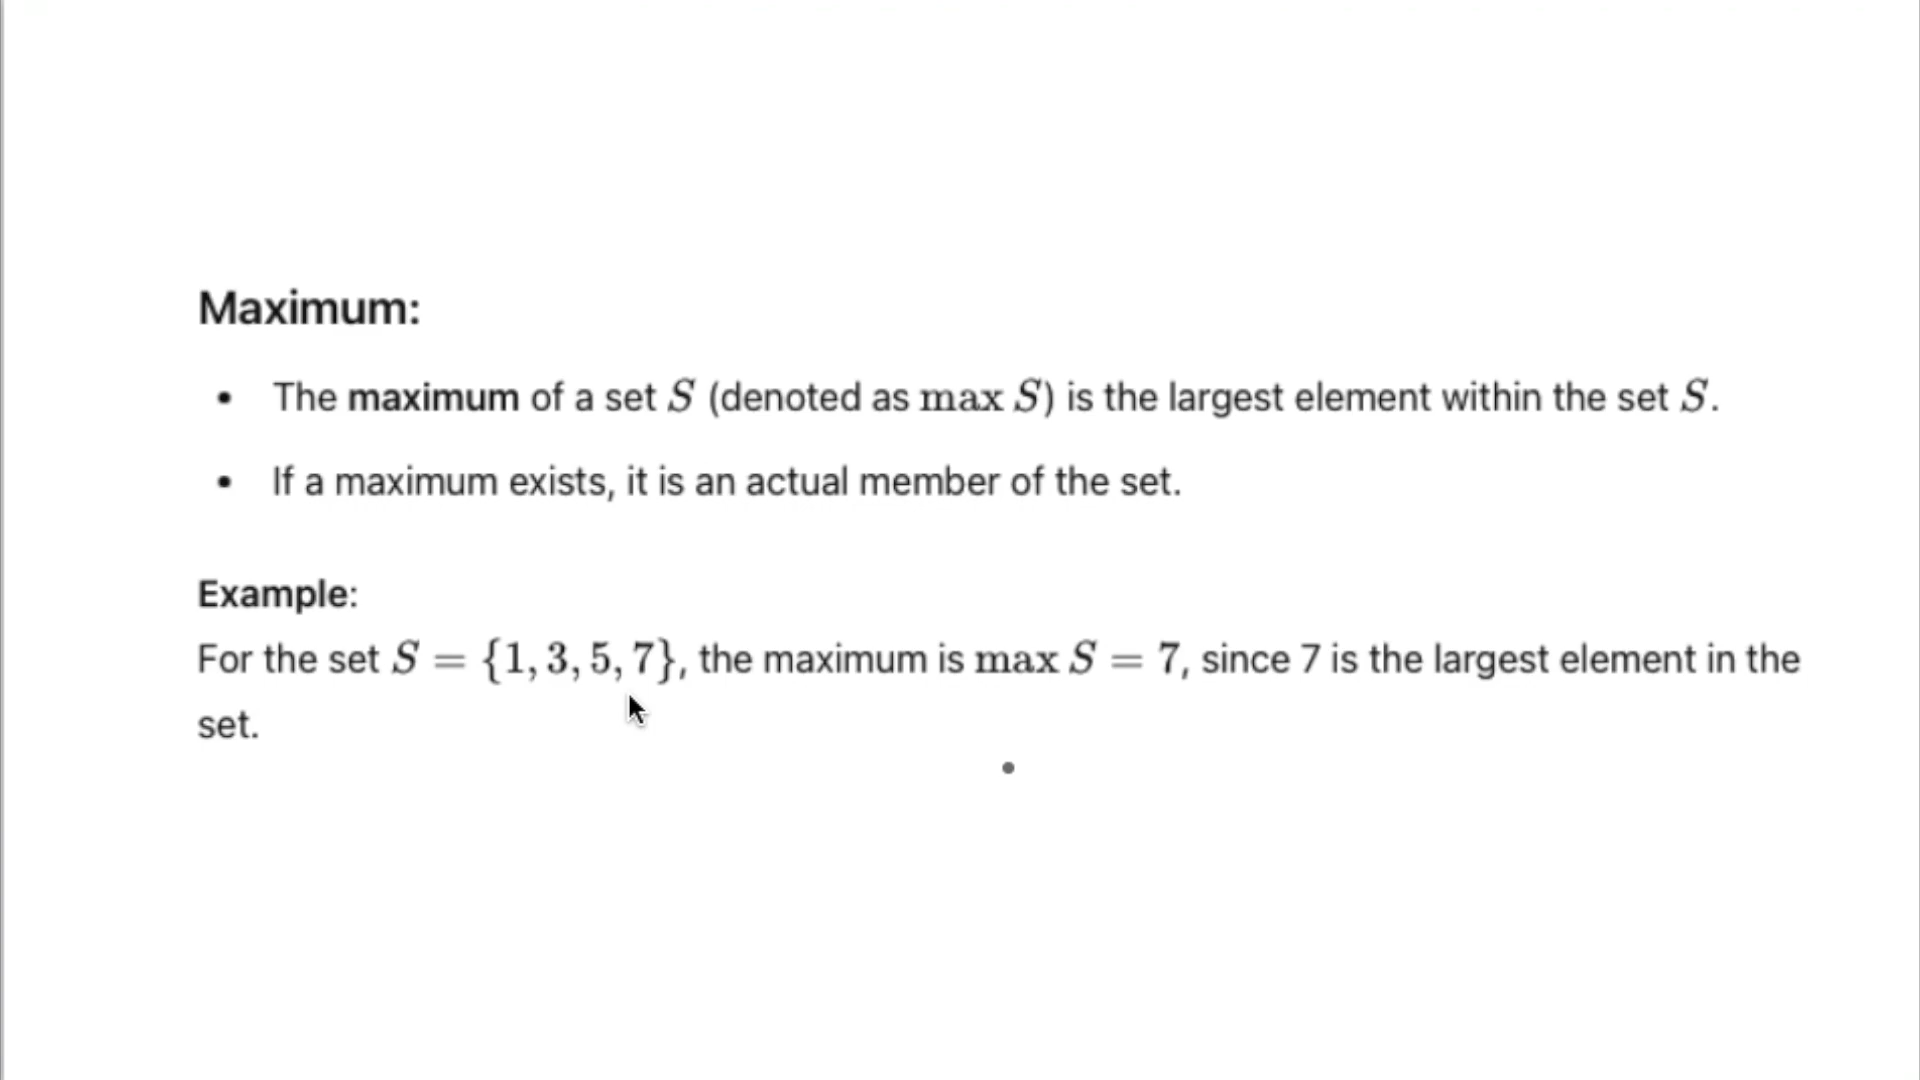 Maximum:
• The maximum of a set S (denoted as max S) is the largest element within the set S.
• If a maximum exists, it is an actual member of the set.
Example:
For the set S = {1, 3, 5, 7}, the maximum is max S = 7, since 7 is the largest element in the
set.